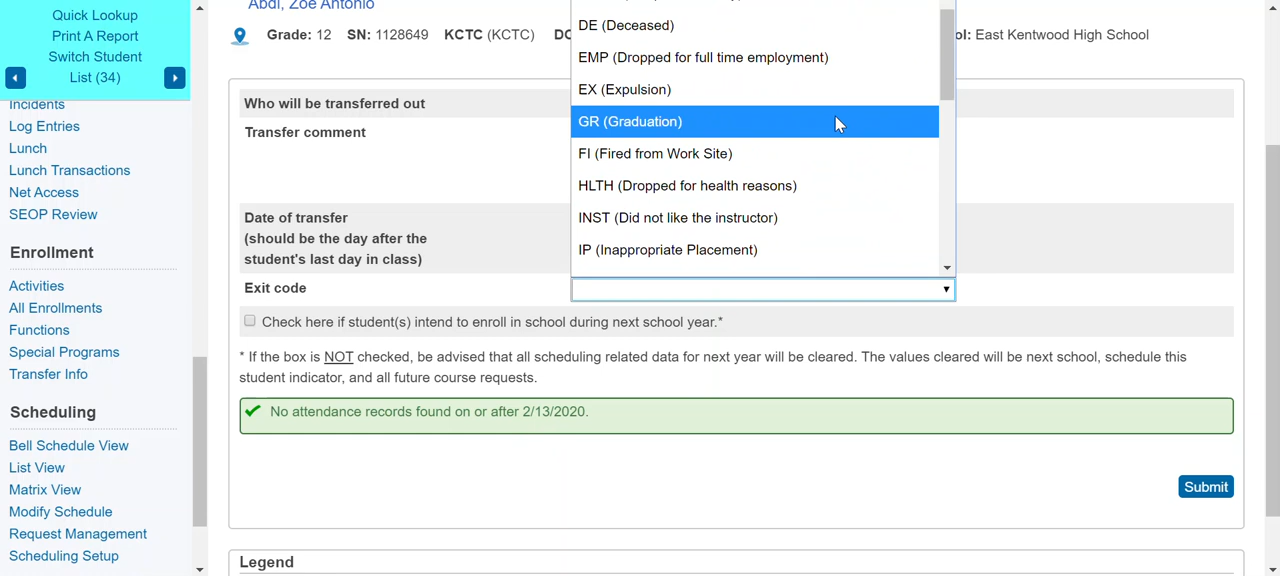 Quick Lookup
Print A Report
Switch Student
List (34)
Incidents
Log Entries
Lunch
Lunch Transactions
Net Access
SEOP Review
Enrollment
Activities
All Enrollments
Functions
Special Programs
Transfer Info
Scheduling
Bell Schedule View
List View
Matrix View
Modify Schedule
Request Management
Scheduling Setup
Abdi, Zoe Antonio
Grade: 12 SN: 1128649 KCTC (KCTC) East Kentwood High School
Who will be transferred out
Transfer comment
DE (Deceased)
EMP (Dropped for full time employment)
EX (Expulsion)
GR (Graduation)
FI (Fired from Work Site)
HLTH (Dropped for health reasons)
INST (Did not like the instructor)
IP (Inappropriate Placement)
Date of transfer
(should be the day after the
student's last day in class)
Exit code
Check here if student(s) intend to enroll in school during next school year.*
* If the box is NOT checked, be advised that all scheduling related data for next year will be cleared. The values cleared will be next school, schedule this
student indicator, and all future course requests.
No attendance records found on or after 2/13/2020.
Submit
Legend